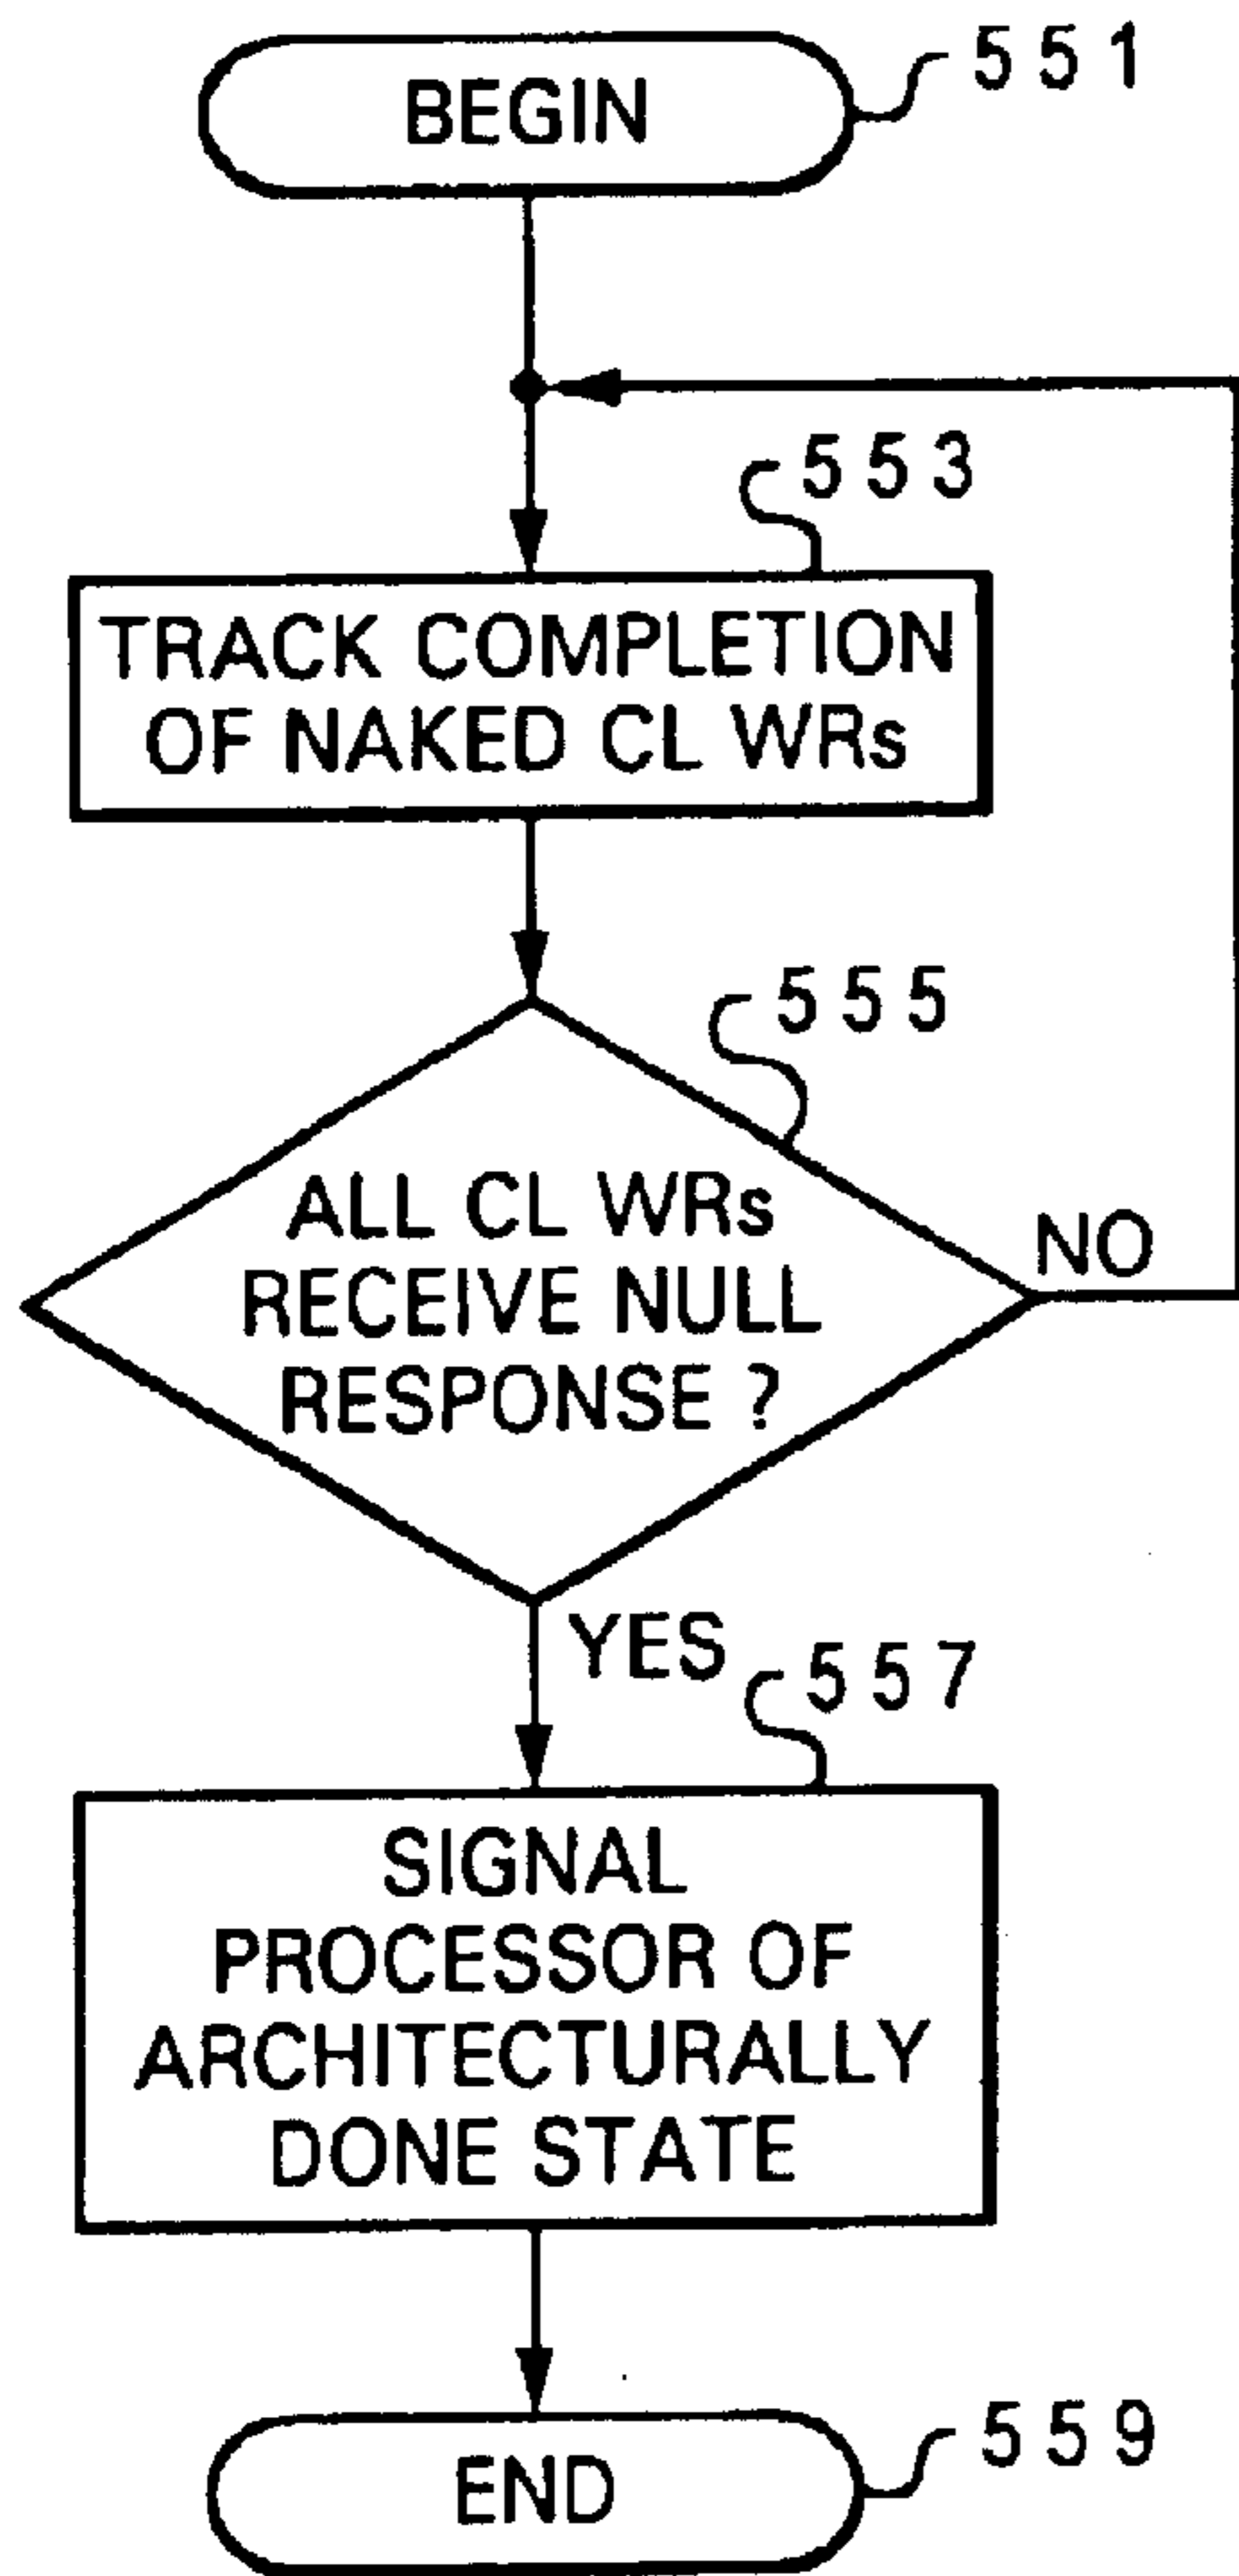 BEGIN
551
553
TRACK COMPLETION
OF NAKED CL WRs
555
ALL CL WRs
RECEIVE NULL
RESPONSE ?
NO
YES
557
SIGNAL
PROCESSOR OF
ARCHITECTURALLY
DONE STATE
END
559